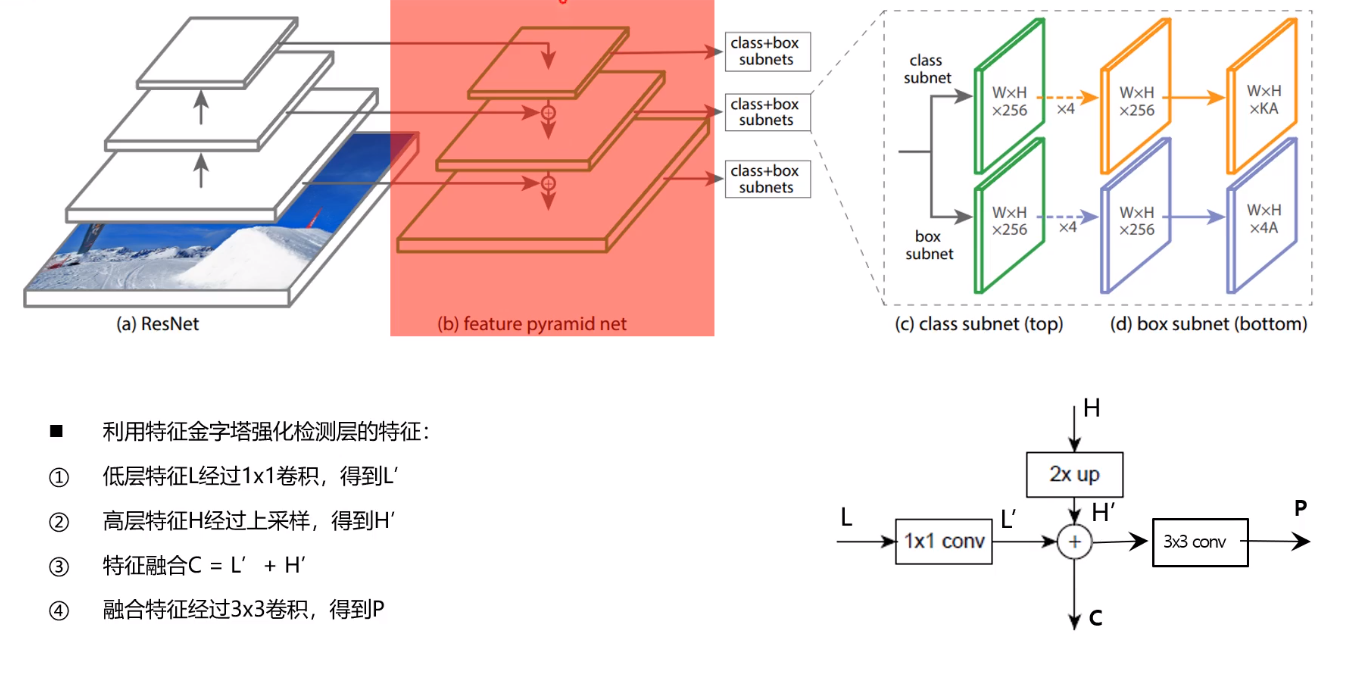 class+box
subnets
class+box
subnets
class+box
subnets
(a) ResNet
(b) feature pyramid net
class
subnet
W×H
×256
×4
W×H
×256
W×H
×KA
box
subnet
W×H
×256
×4
W×H
×256
W×H
×4A
(c) class subnet (top)
(d) box subnet (bottom)
■ 利用特征金字塔强化检测层的特征：
① 低层特征L经过1x1卷积，得到L′
② 高层特征H经过上采样，得到H′
③ 特征融合C = L′ + H′
④ 融合特征经过3x3卷积，得到P
H
2x up
H′
L
1x1 conv
L′
+
3x3 conv
P
C